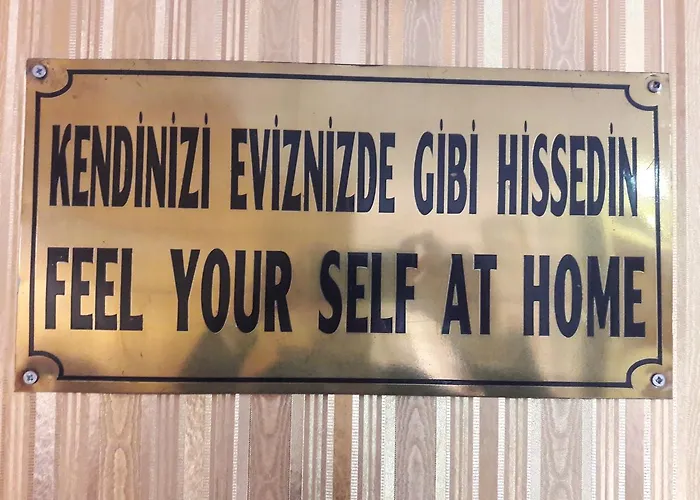 KENDİNİZİ EVİZNİZDE GİBİ HİSSEDİN
FEEL YOUR SELF AT HOME